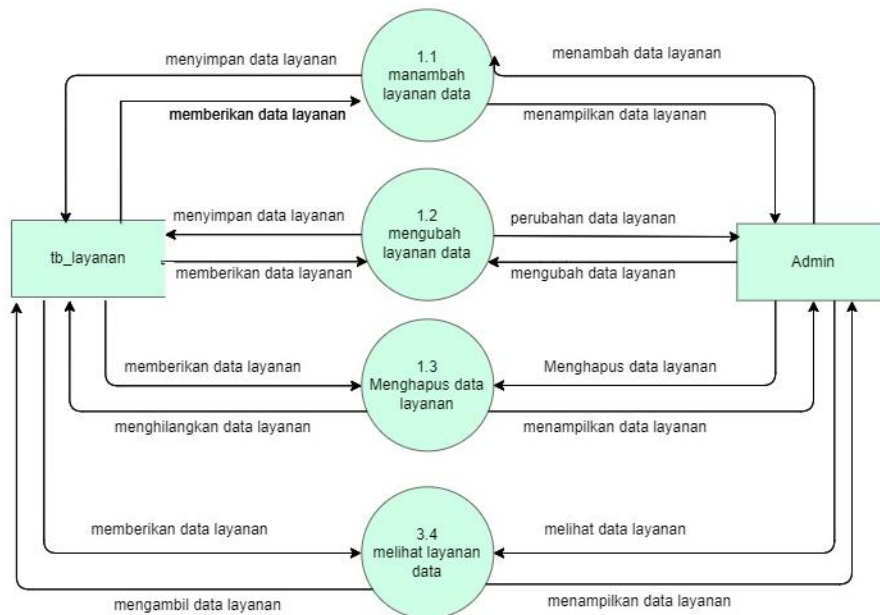 1.1
manambah
layanan data
menyimpan data layanan
menambah data layanan
memberikan data layanan
menampilkan data layanan
1.2
mengubah
layanan data
menyimpan data layanan
perubahan data layanan
tb_layanan
Admin
memberikan data layanan
mengubah data layanan
1.3
Menghapus data
layanan
memberikan data layanan
Menghapus data layanan
menghilangkan data layanan
menampilkan data layanan
3.4
melihat layanan
data
memberikan data layanan
melihat data layanan
mengambil data layanan
menampilkan data layanan